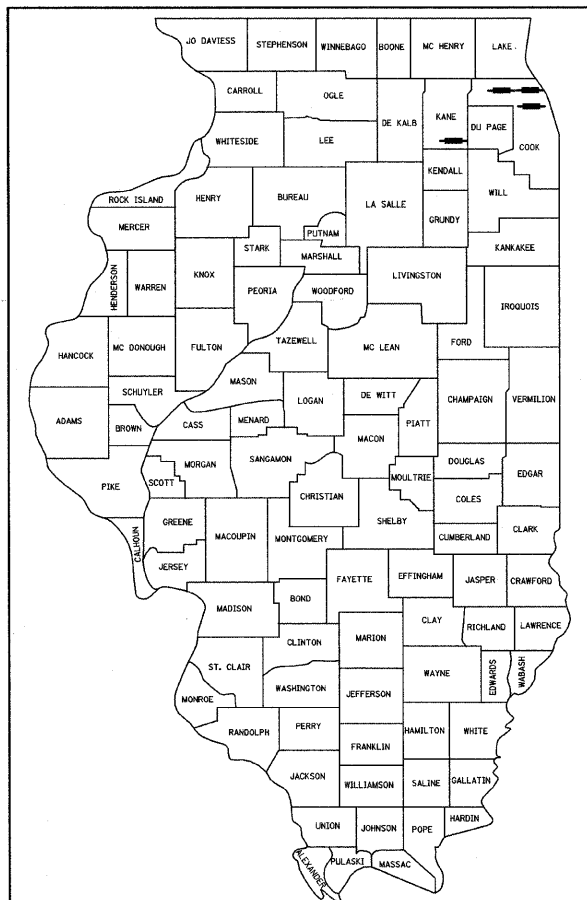 JO DAVIESS
STEPHENSON
WINNEBAGO
BOONE
MC HENRY
LAKE
CARROLL
OGLE
DE KALB
KANE
DU PAGE
COOK
WHITESIDE
LEE
KENDALL
WILL
ROCK ISLAND
HENRY
BUREAU
LA SALLE
GRUNDY
MERCER
PUTNAM
STARK
MARSHALL
KANKAKEE
HENDERSON
WARREN
KNOX
PEORIA
WOODFORD
LIVINGSTON
IROQUOIS
HANCOCK
MC DONOUGH
FULTON
TAZEWELL
MC LEAN
FORD
SCHUYLER
MASON
LOGAN
DE WITT
CHAMPAIGN
VERMILION
ADAMS
BROWN
CASS
MENARD
PIATT
MACON
PIKE
SCOTT
MORGAN
SANGAMON
CHRISTIAN
MOULTRIE
DOUGLAS
EDGAR
COLES
CALHOUN
GREENE
MACOUPIN
MONTGOMERY
SHELBY
CUMBERLAND
CLARK
JERSEY
FAYETTE
EFFINGHAM
JASPER
CRAWFORD
MADISON
BOND
CLAY
RICHLAND
LAWRENCE
CLINTON
MARION
ST. CLAIR
WAYNE
EDWARDS
WABASH
MONROE
WASHINGTON
JEFFERSON
RANDOLPH
PERRY
HAMILTON
WHITE
FRANKLIN
JACKSON
WILLIAMSON
SALINE
GALLATIN
UNION
JOHNSON
POPE
HARDIN
ALEXANDER
PULASKI
MASSAC